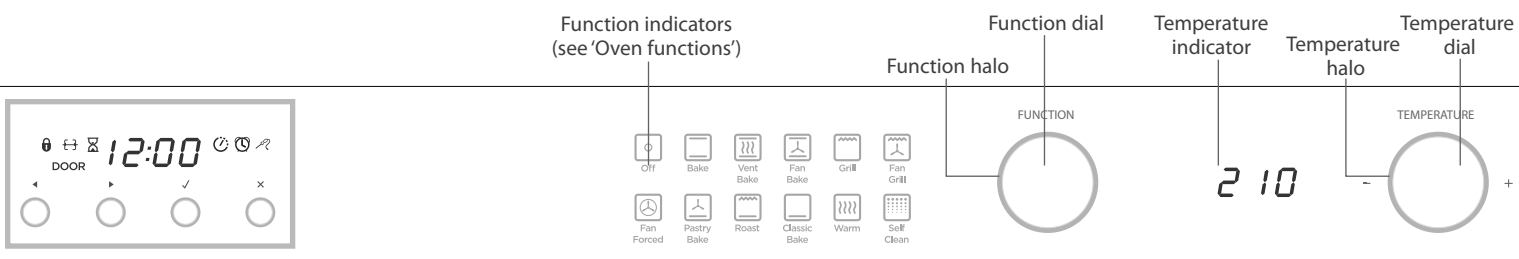 Function indicators
(see ‘Oven functions’)
Function dial
Function halo
Temperature
indicator
Temperature
halo
Temperature
dial
12:00
DOOR
Off
Bake
Vent
Bake
Fan
Bake
Grill
Fan
Grill
Fan
Forced
Pastry
Bake
Roast
Classic
Bake
Warm
Self
Clean
FUNCTION
210
TEMPERATURE
– +